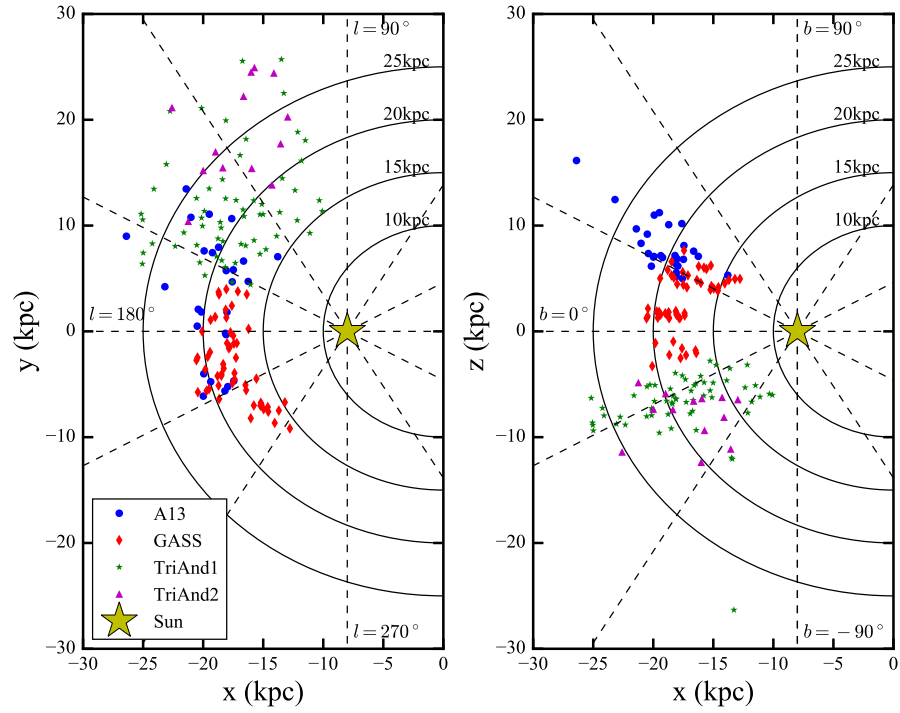 30
20
10
0
−10
−20
−30
y (kpc)
l = 90°
25kpc
20kpc
15kpc
10kpc
l = 180°
l = 270°
A13
GASS
TriAnd1
TriAnd2
Sun
−30 −25 −20 −15 −10 −5 0
x (kpc)
30
20
10
0
−10
−20
−30
z (kpc)
b = 90°
25kpc
20kpc
15kpc
10kpc
b = 0°
b = −90°
−30 −25 −20 −15 −10 −5 0
x (kpc)